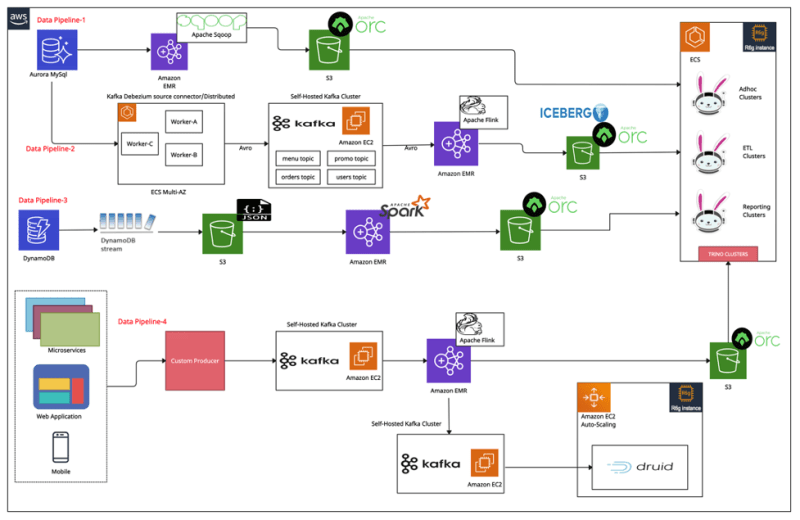 aws
Data Pipeline-1
Aurora MySql
Amazon
EMR
sqoop
Apache Sqoop
S3
Apache
orc
ECS
R6g Instance
Adhoc
Clusters
Kafka Debezium source connector/Distributed
Data Pipeline-2
Worker-A
Worker-C
Worker-B
ECS Multi-AZ
Avro
Self-Hosted Kafka Cluster
kafka
Amazon EC2
menu topic
promo topic
orders topic
users topic
Avro
Apache Flink
Amazon EMR
ICEBERG
Apache
orc
S3
ETL
Clusters
Data Pipeline-3
DynamoDB
DynamoDB
stream
{:}
JSON
S3
APACHE
Spark
Amazon EMR
Apache
orc
S3
Reporting
Clusters
TRINO CLUSTERS
Data Pipeline-4
Microservices
Web Application
Mobile
Custom Producer
Self-Hosted Kafka Cluster
kafka
Amazon EC2
Apache Flink
Amazon EMR
Apache
orc
S3
Self-Hosted Kafka Cluster
kafka
Amazon EC2
R6g Instance
Amazon EC2
Auto-Scaling
druid